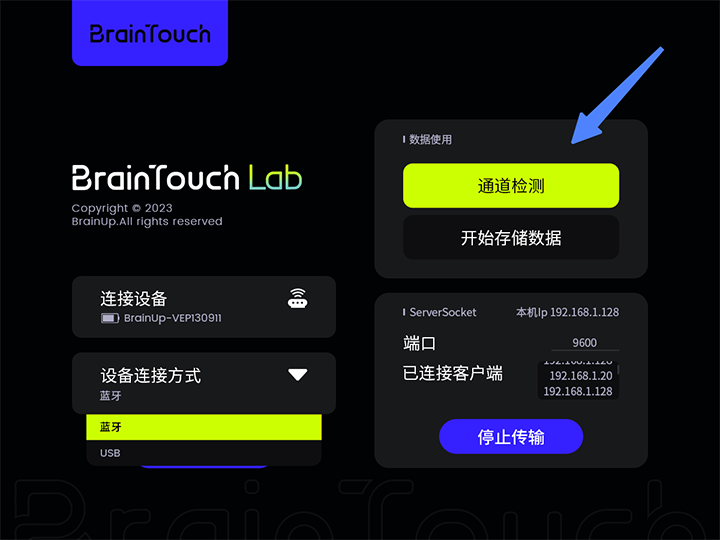 BrainTouch
BrainTouch Lab
Copyright © 2023
BrainUp.All rights reserved
连接设备
BrainUp-VEP130911
设备连接方式
蓝牙
蓝牙
USB
数据使用
通道检测
开始存储数据
ServerSocket
本机Ip 192.168.1.128
端口
9600
已连接客户端
192.168.1.128
192.168.1.20
192.168.1.128
停止传输
BrainTouch